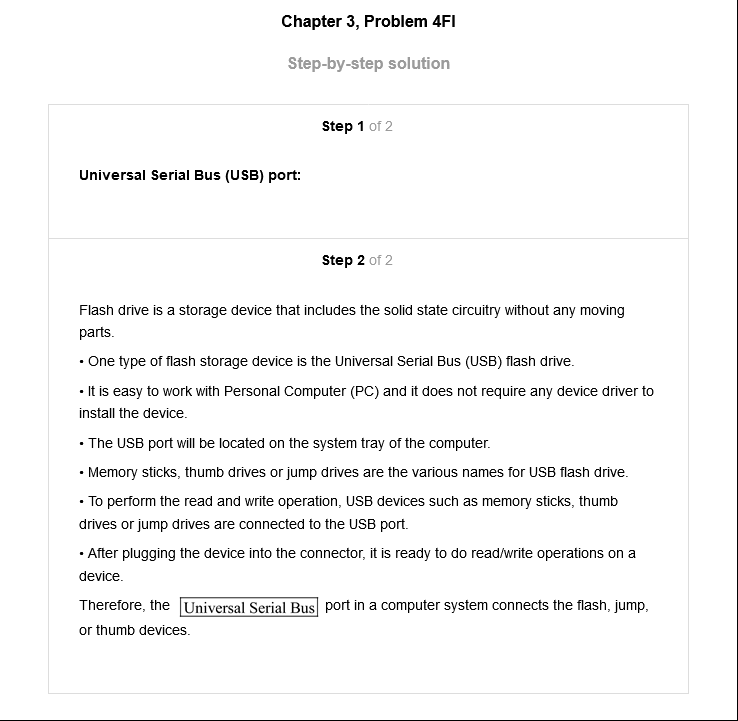 Chapter 3, Problem 4FI
Step-by-step solution
Step 1 of 2
Universal Serial Bus (USB) port:
Step 2 of 2
Flash drive is a storage device that includes the solid state circuitry without any moving
parts.
• One type of flash storage device is the Universal Serial Bus (USB) flash drive.
• It is easy to work with Personal Computer (PC) and it does not require any device driver to
install the device.
• The USB port will be located on the system tray of the computer.
• Memory sticks, thumb drives or jump drives are the various names for USB flash drive.
• To perform the read and write operation, USB devices such as memory sticks, thumb
drives or jump drives are connected to the USB port.
• After plugging the device into the connector, it is ready to do read/write operations on a
device.
Therefore, the Universal Serial Bus port in a computer system connects the flash, jump,
or thumb devices.